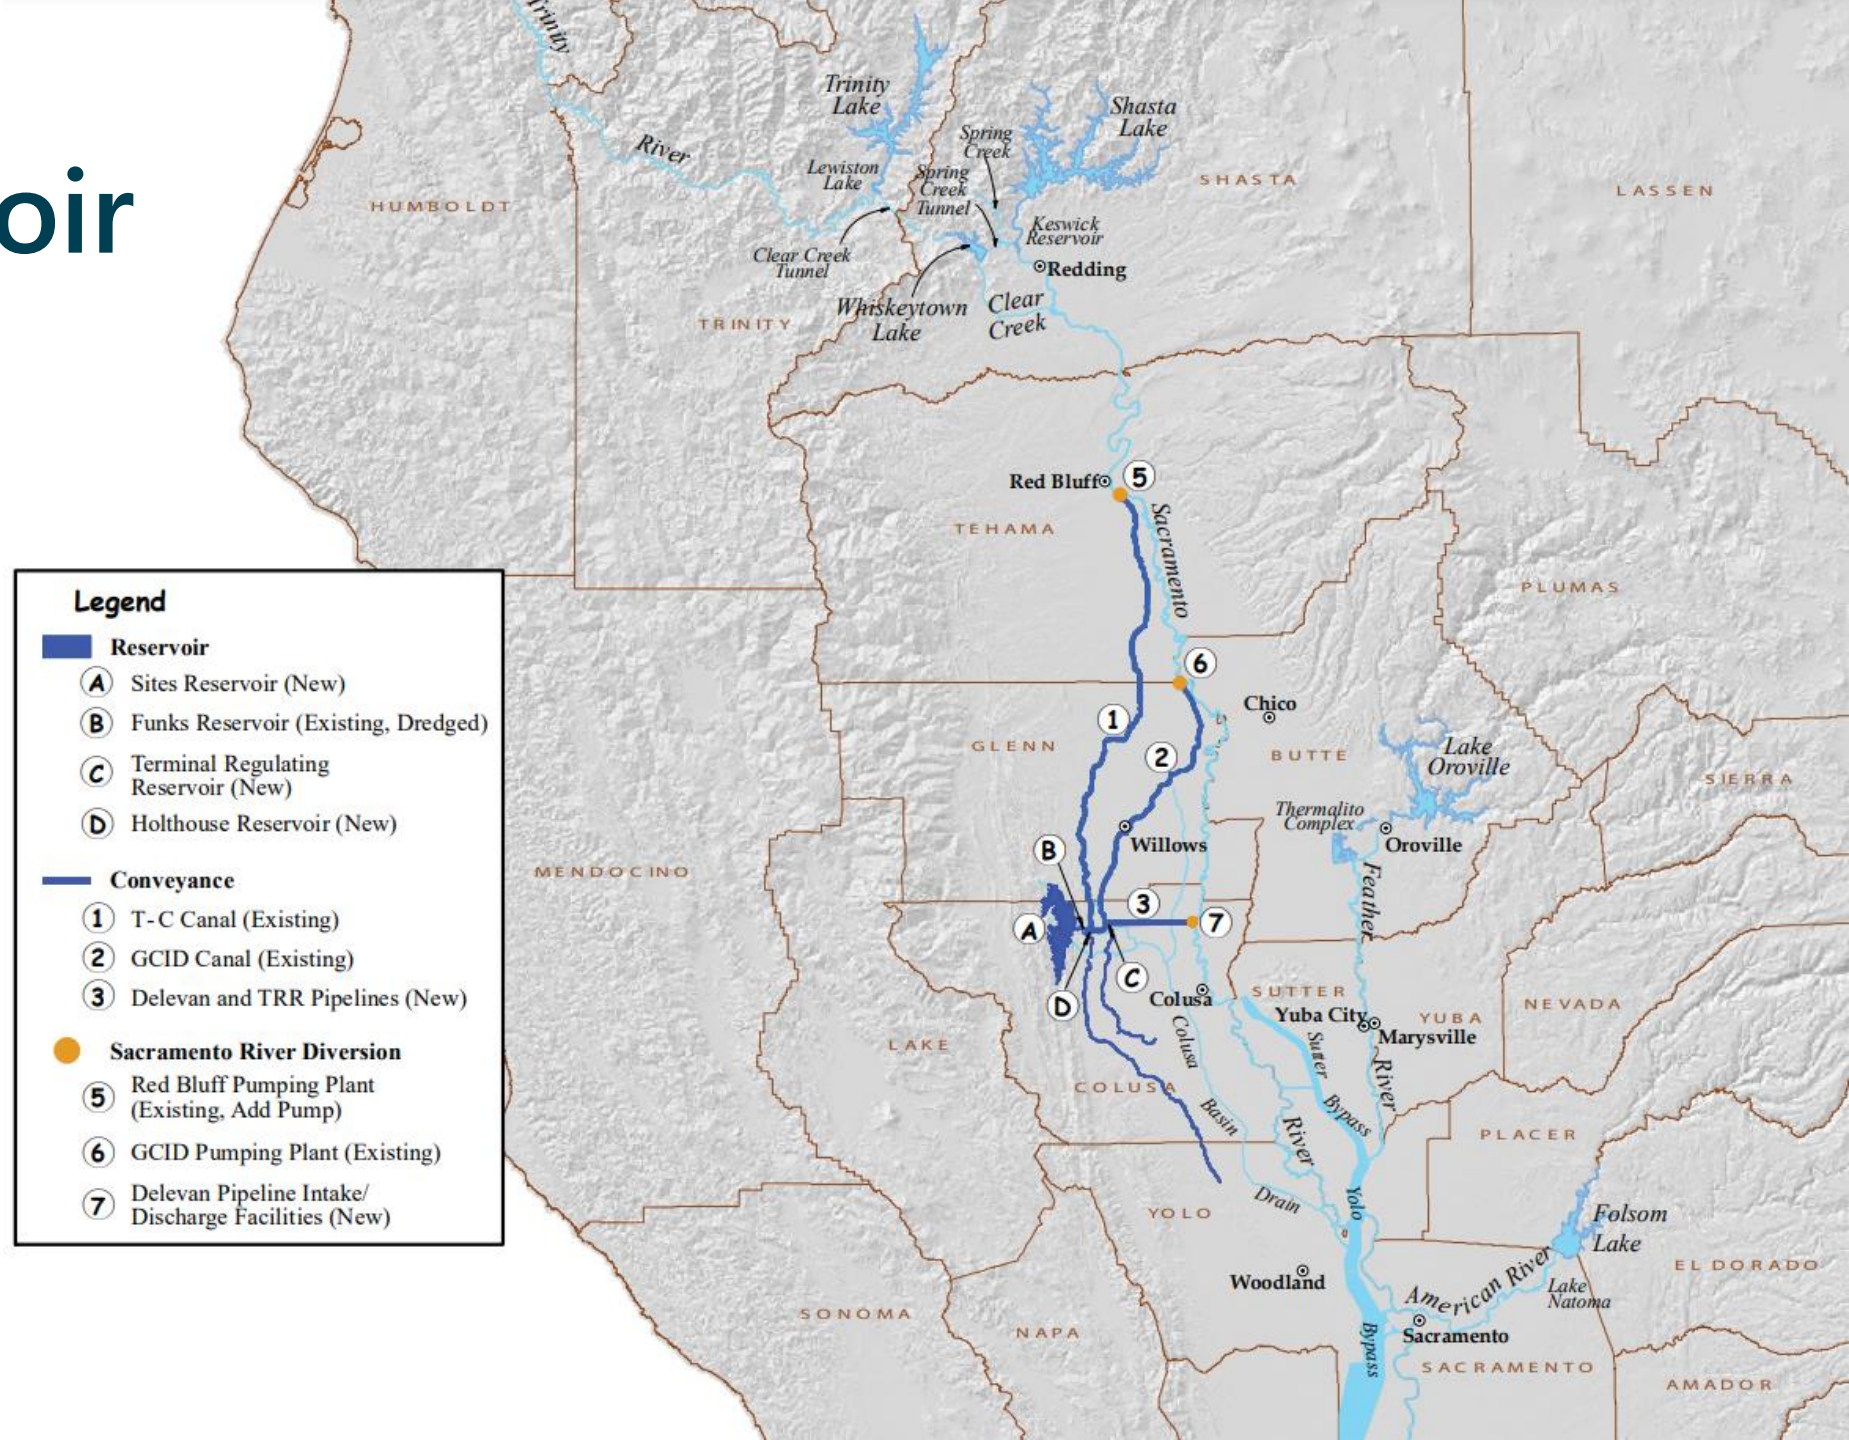 oir
Trinity
River
Trinity
Lake
Lewiston
Lake
Spring
Creek
Shasta
Lake
Spring
Creek
Tunnel
Keswick
Reservoir
Redding
Clear Creek
Tunnel
Whiskeytown
Lake
Clear
Creek
HUMBOLDT
TRINITY
SHASTA
LASSEN
Red Bluff
5
Sacramento
TEHAMA
PLUMAS
6
Chico
1
2
GLENN
BUTTE
Lake
Oroville
SIERRA
Thermalito
Complex
Oroville
Feather
Willows
MENDOCINO
B
A
3
7
C
D
Colusa
SUTTER
Yuba City
YUBA
Marysville
NEVADA
River
LAKE
COLUSA
Colusa
Basin
Drain
Sutter
Bypass
River
PLACER
YOLO
Yolo
Bypass
Folsom
Lake
EL DORADO
Woodland
American River
Lake
Natoma
Sacramento
SACRAMENTO
SONOMA
NAPA
AMADOR
Legend
Reservoir
A Sites Reservoir (New)
B Funks Reservoir (Existing, Dredged)
C Terminal Regulating
Reservoir (New)
D Holthouse Reservoir (New)
Conveyance
1 T-C Canal (Existing)
2 GCID Canal (Existing)
3 Delevan and TRR Pipelines (New)
Sacramento River Diversion
5 Red Bluff Pumping Plant
(Existing, Add Pump)
6 GCID Pumping Plant (Existing)
7 Delevan Pipeline Intake/
Discharge Facilities (New)